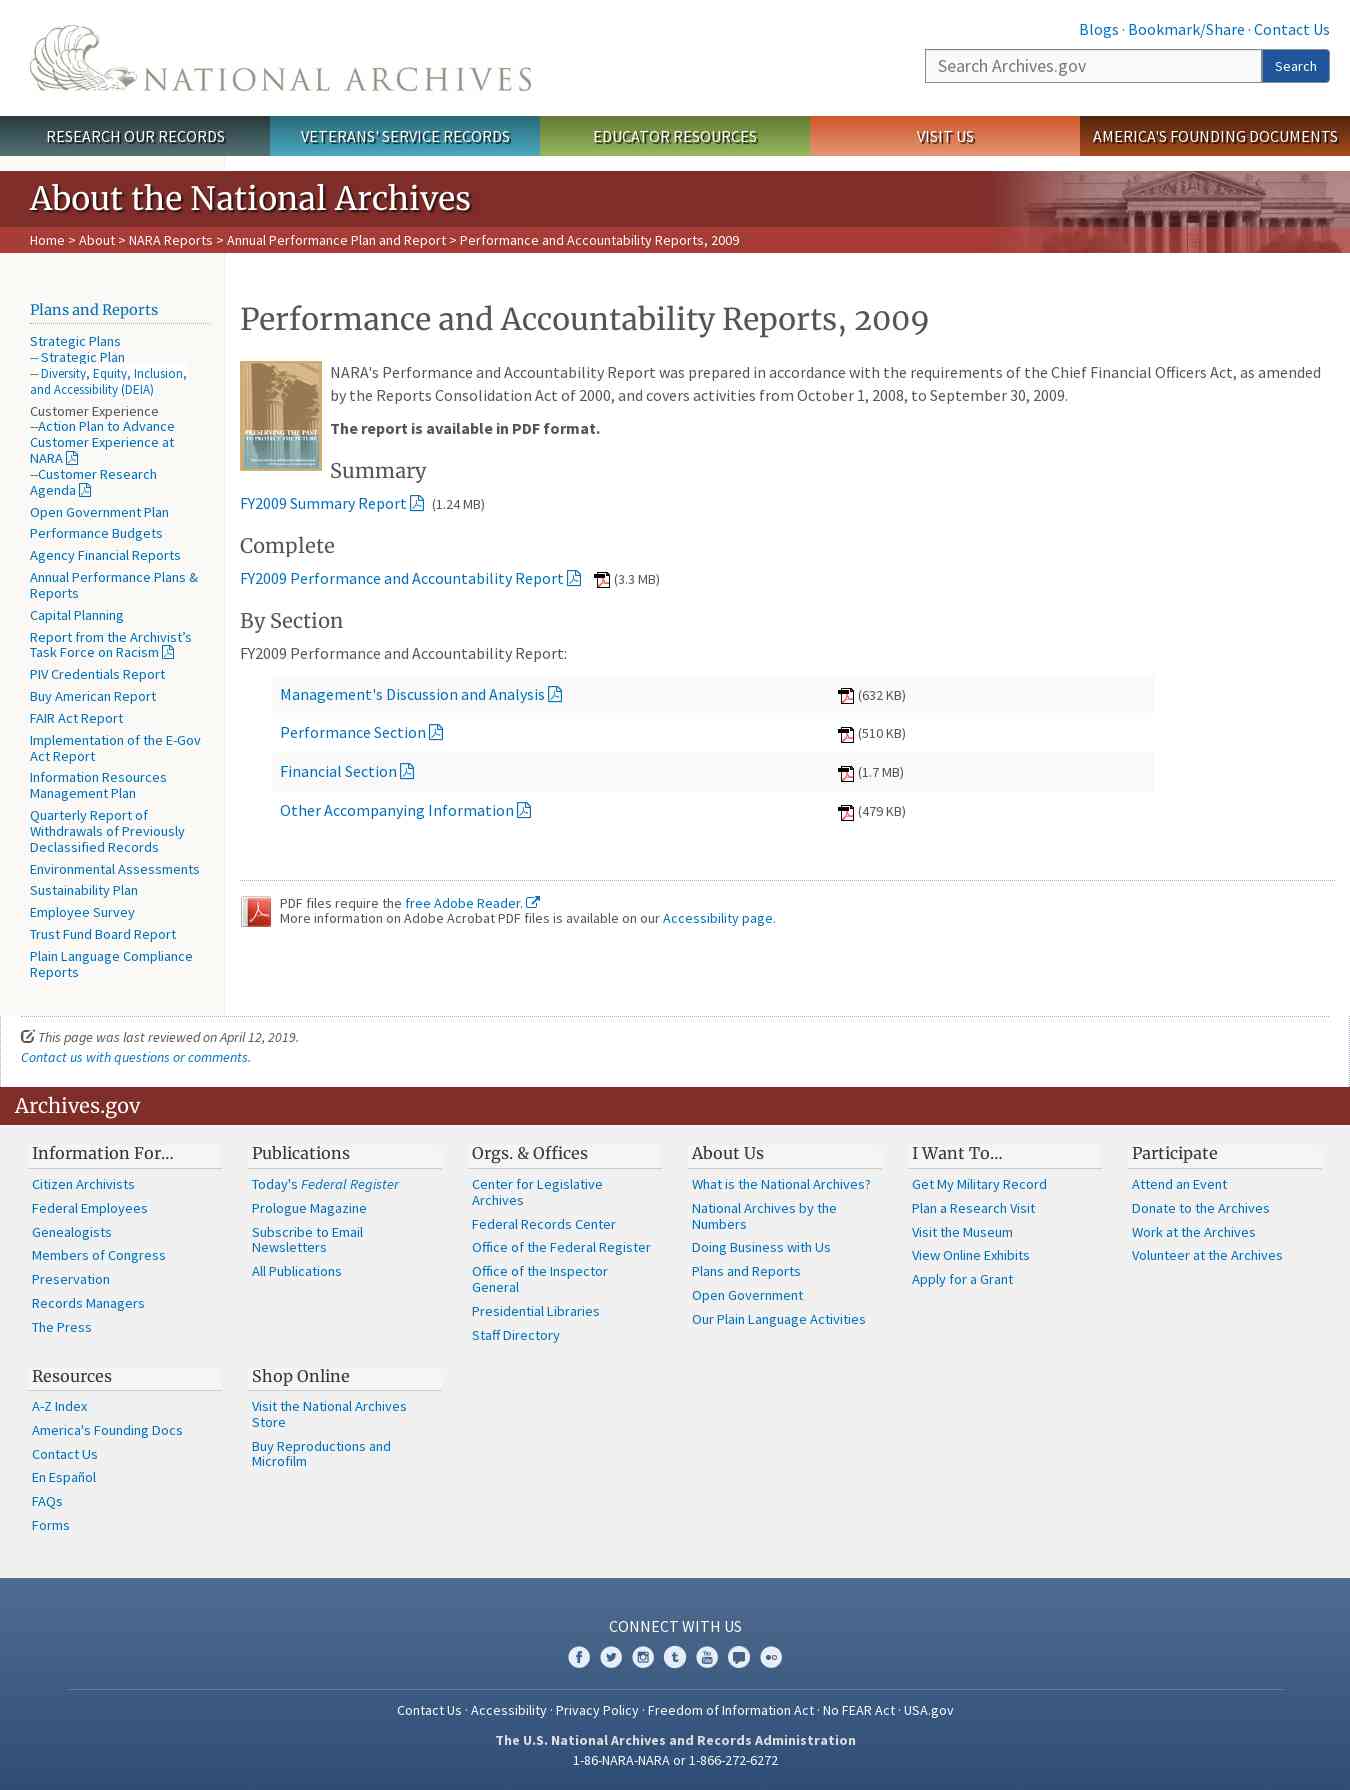 Blogs · Bookmark/Share · Contact Us
NATIONAL ARCHIVES
Search Archives.gov
Search
RESEARCH OUR RECORDS
VETERANS' SERVICE RECORDS
EDUCATOR RESOURCES
VISIT US
AMERICA'S FOUNDING DOCUMENTS
About the National Archives
Home > About > NARA Reports > Annual Performance Plan and Report > Performance and Accountability Reports, 2009
Plans and Reports
Strategic Plans
-- Strategic Plan
-- Diversity, Equity, Inclusion,
and Accessibility (DEIA)
Customer Experience
--Action Plan to Advance
Customer Experience at
NARA
--Customer Research
Agenda
Open Government Plan
Performance Budgets
Agency Financial Reports
Annual Performance Plans &
Reports
Capital Planning
Report from the Archivist’s
Task Force on Racism
PIV Credentials Report
Buy American Report
FAIR Act Report
Implementation of the E-Gov
Act Report
Information Resources
Management Plan
Quarterly Report of
Withdrawals of Previously
Declassified Records
Environmental Assessments
Sustainability Plan
Employee Survey
Trust Fund Board Report
Plain Language Compliance
Reports
Performance and Accountability Reports, 2009
PRESERVING THE PAST
TO PROTECT THE FUTURE
NARA's Performance and Accountability Report was prepared in accordance with the requirements of the Chief Financial Officers Act, as amended
by the Reports Consolidation Act of 2000, and covers activities from October 1, 2008, to September 30, 2009.
The report is available in PDF format.
Summary
FY2009 Summary Report (1.24 MB)
Complete
FY2009 Performance and Accountability Report (3.3 MB)
By Section
FY2009 Performance and Accountability Report:
Management's Discussion and Analysis (632 KB)
Performance Section (510 KB)
Financial Section (1.7 MB)
Other Accompanying Information (479 KB)
PDF files require the free Adobe Reader.
More information on Adobe Acrobat PDF files is available on our Accessibility page.
This page was last reviewed on April 12, 2019.
Contact us with questions or comments.
Archives.gov
Information For…
Citizen Archivists
Federal Employees
Genealogists
Members of Congress
Preservation
Records Managers
The Press
Publications
Today's Federal Register
Prologue Magazine
Subscribe to Email
Newsletters
All Publications
Orgs. & Offices
Center for Legislative
Archives
Federal Records Center
Office of the Federal Register
Office of the Inspector
General
Presidential Libraries
Staff Directory
About Us
What is the National Archives?
National Archives by the
Numbers
Doing Business with Us
Plans and Reports
Open Government
Our Plain Language Activities
I Want To…
Get My Military Record
Plan a Research Visit
Visit the Museum
View Online Exhibits
Apply for a Grant
Participate
Attend an Event
Donate to the Archives
Work at the Archives
Volunteer at the Archives
Resources
A-Z Index
America's Founding Docs
Contact Us
En Español
FAQs
Forms
Shop Online
Visit the National Archives
Store
Buy Reproductions and
Microfilm
CONNECT WITH US
Contact Us · Accessibility · Privacy Policy · Freedom of Information Act · No FEAR Act · USA.gov
The U.S. National Archives and Records Administration
1-86-NARA-NARA or 1-866-272-6272